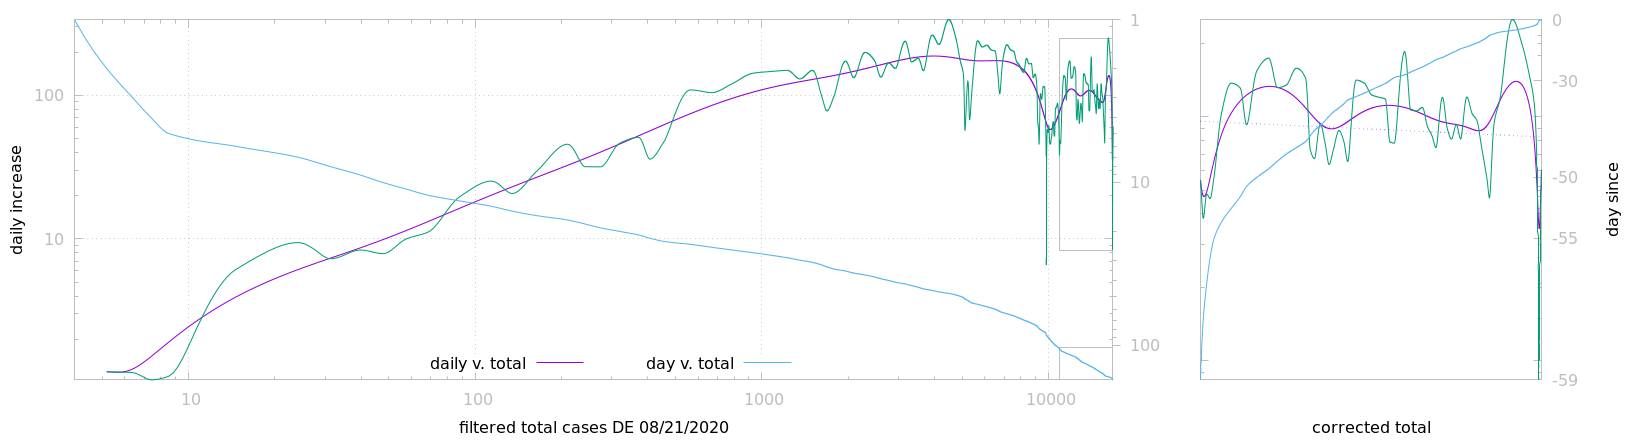 daily increase
100
10
10
100
1000
10000
1
10
100
daily v. total
day v. total
filtered total cases DE 08/21/2020
0
-30
-50
-55
-59
day since
corrected total